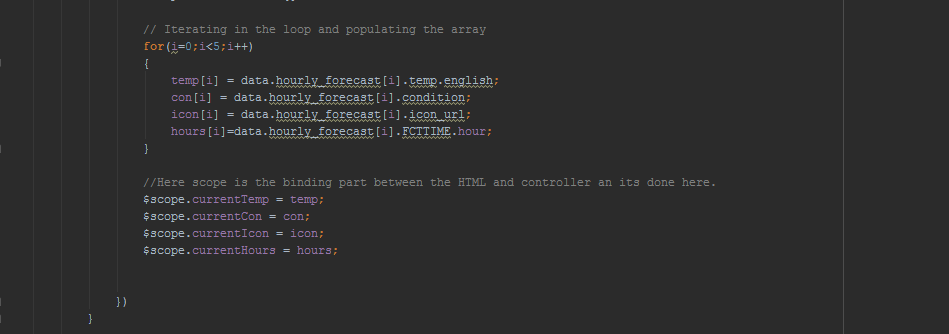 // Iterating in the loop and populating the array
for(i=0;i<5;i++)
{
temp[i] = data.hourly_forecast[i].temp.english;
con[i] = data.hourly_forecast[i].condition;
icon[i] = data.hourly_forecast[i].icon_url;
hours[i]=data.hourly_forecast[i].FCTTIME.hour;
}
//Here scope is the binding part between the HTML and controller an its done here.
$scope.currentTemp = temp;
$scope.currentCon = con;
$scope.currentIcon = icon;
$scope.currentHours = hours;
})
}